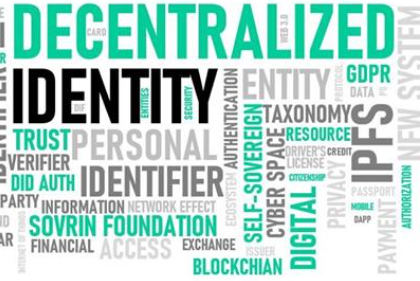 DECENTRALIZED
CARD
WEB 3.0
IDENTITY
DIF
ENTITIES
SECURITY
AUTHENTICATION
ENTITY
PROTOCOL
GDPR
DATA
NEW SYSTEM
TRUST
PERSONAL
TAXONOMY
RESOURCE
IPFS
VERIFIER
DID AUTH
IDENTIFIER
ECOSYSTEM
SELF-SOVEREIGN
CYBER SPACE
DRIVER'S
LICENSE
CREDIT
CITIZENSHIP
DIGITAL
PRIVACY
PARTY
INFORMATION
NETWORK EFFECT
PASSPORT
PAYMENT
AUTHORIZATION
MOBILE
DAPP
SOVRIN FOUNDATION
INTERNET OF THINGS
FINANCIAL
ACCESS
EXCHANGE
ISSUER
BLOCKCHIAN